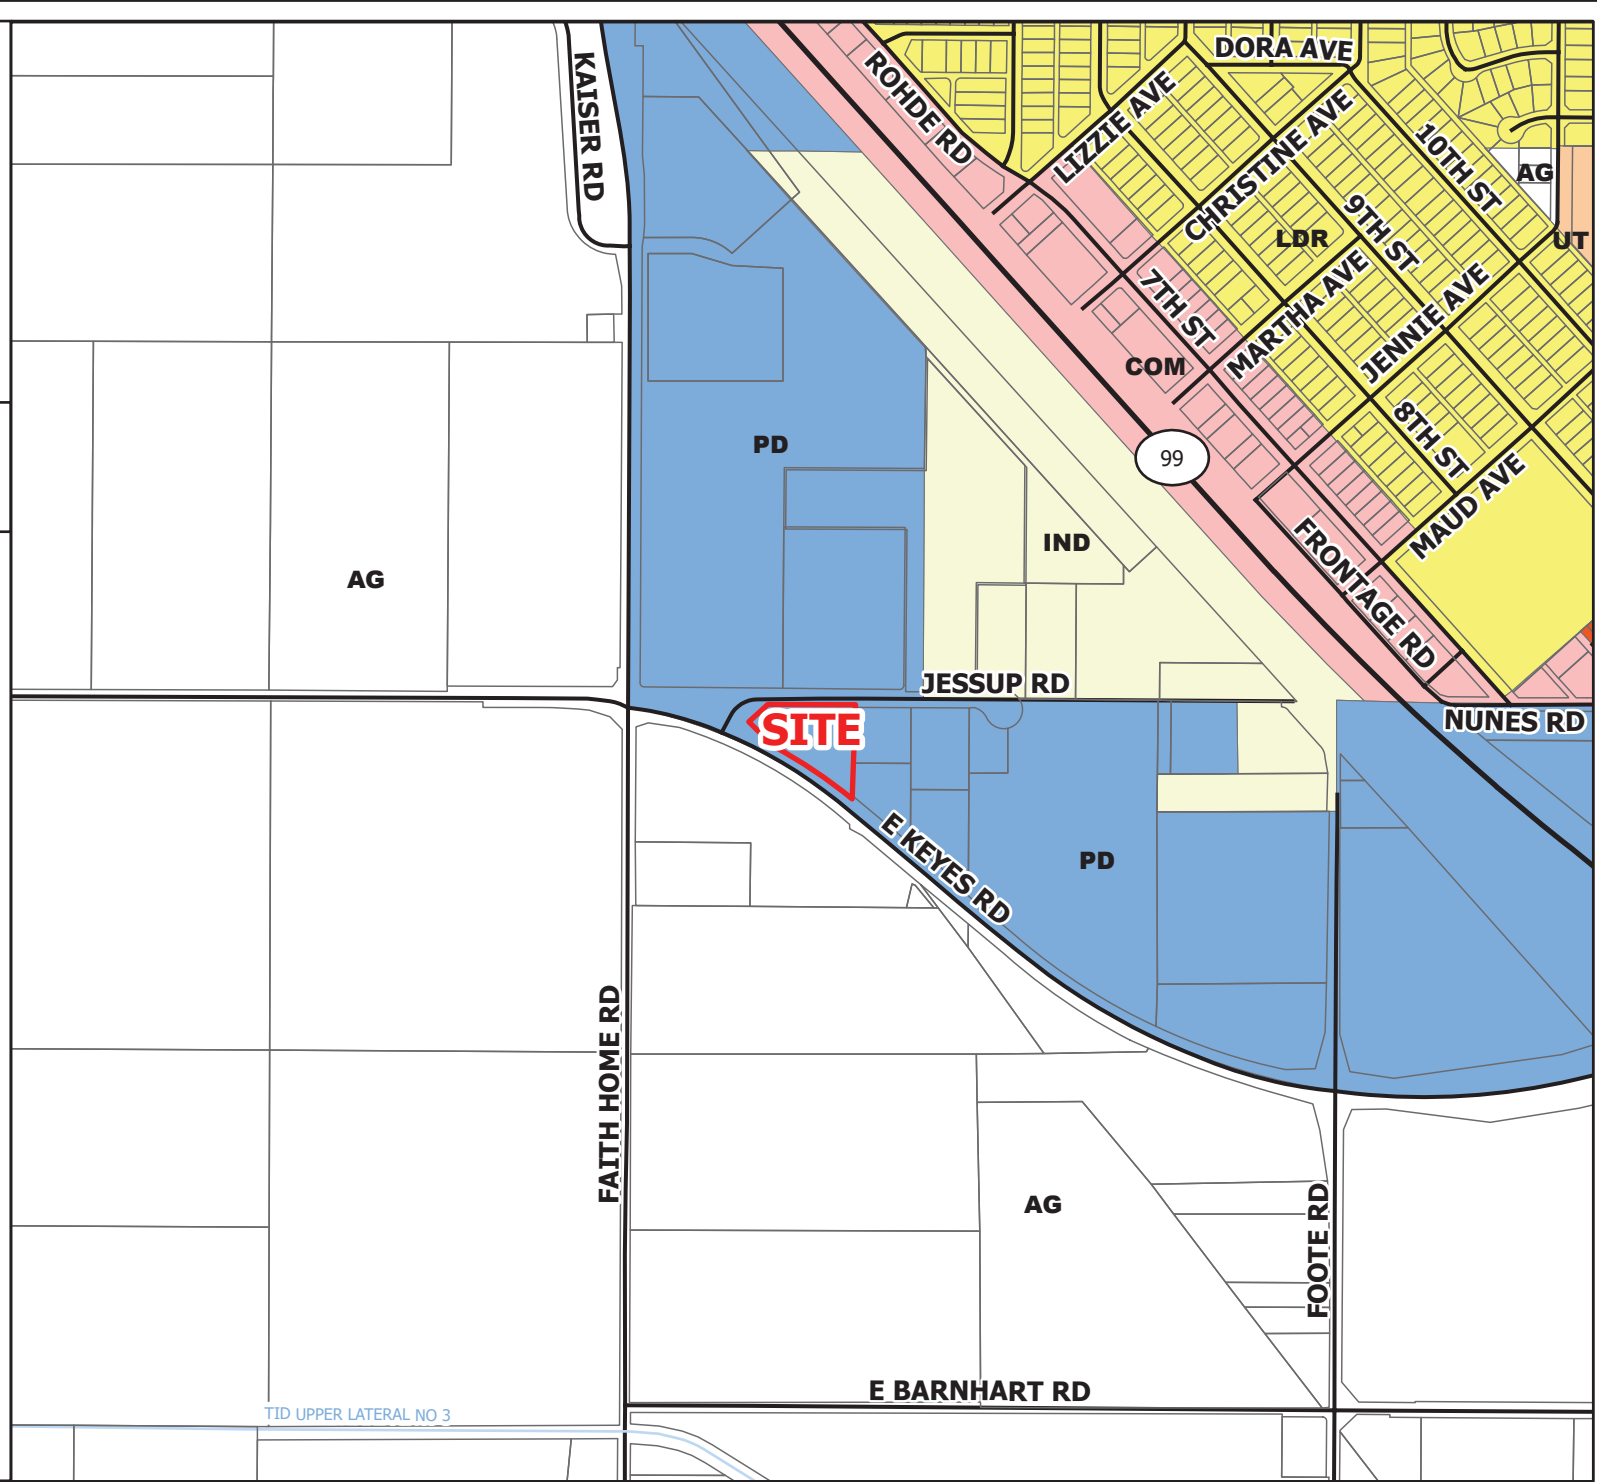 DORA AVE
KAISER RD
ROHDE RD
LIZZIE AVE
CHRISTINE AVE
10TH ST
AG
9TH ST
LDR
UT
7TH ST
MARTHA AVE
JENNIE AVE
COM
PD
99
8TH ST
MAUD AVE
IND
AG
FRONTAGE RD
JESSUP RD
SITE
NUNES RD
E KEYES RD
PD
FAITH HOME RD
AG
FOOTE RD
E BARNHART RD
TID UPPER LATERAL NO 3